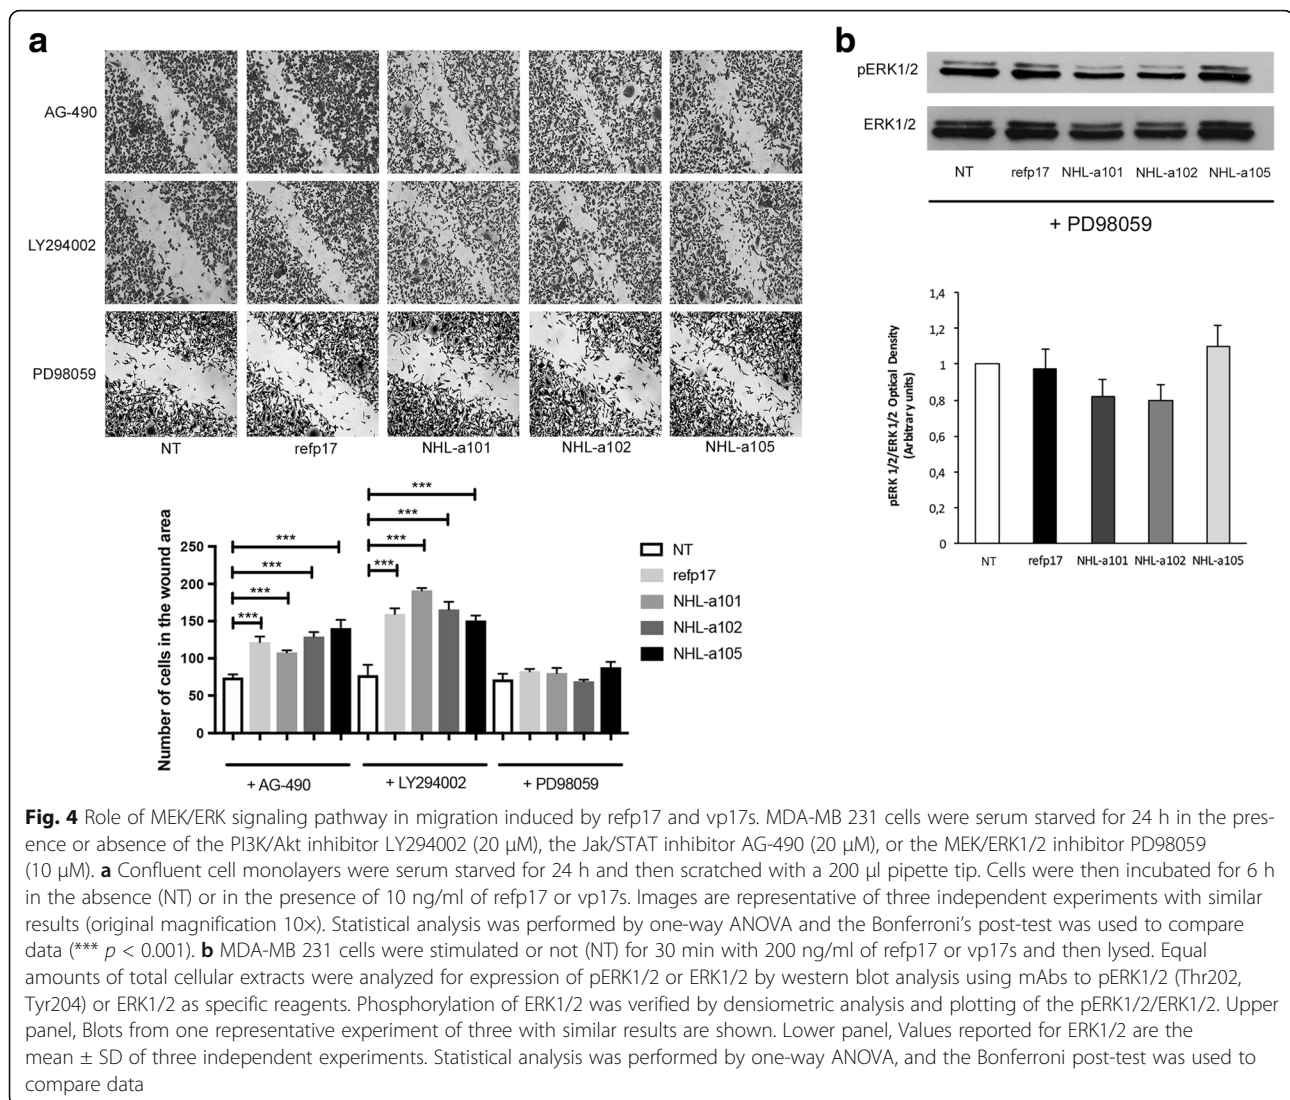 a
AG-490
LY294002
PD98059
NT refp17 NHL-a101 NHL-a102 NHL-a105
Number of cells in the wound area
250
200
150
100
50
0
*** *** *** ***
*** *** *** ***
+ AG-490 + LY294002 + PD98059
NT
refp17
NHL-a101
NHL-a102
NHL-a105
b
pERK1/2
ERK1/2
NT refp17 NHL-a101 NHL-a102 NHL-a105
+ PD98059
pERK 1/2/ERK 1/2 Optical Density
(Arbitrary units)
1,4
1,2
1
0,8
0,6
0,4
0,2
0
NT refp17 NHL-a101 NHL-a102 NHL-a105
Fig. 4 Role of MEK/ERK signaling pathway in migration induced by refp17 and vp17s. MDA-MB 231 cells were serum starved for 24 h in the pres-
ence or absence of the PI3K/Akt inhibitor LY294002 (20 μM), the Jak/STAT inhibitor AG-490 (20 μM), or the MEK/ERK1/2 inhibitor PD98059
(10 μM). a Confluent cell monolayers were serum starved for 24 h and then scratched with a 200 μl pipette tip. Cells were then incubated for 6 h
in the absence (NT) or in the presence of 10 ng/ml of refp17 or vp17s. Images are representative of three independent experiments with similar
results (original magnification 10×). Statistical analysis was performed by one-way ANOVA and the Bonferroni's post-test was used to compare
data (*** p < 0.001). b MDA-MB 231 cells were stimulated or not (NT) for 30 min with 200 ng/ml of refp17 or vp17s and then lysed. Equal
amounts of total cellular extracts were analyzed for expression of pERK1/2 or ERK1/2 by western blot analysis using mAbs to pERK1/2 (Thr202,
Tyr204) or ERK1/2 as specific reagents. Phosphorylation of ERK1/2 was verified by densiometric analysis and plotting of the pERK1/2/ERK1/2. Upper
panel, Blots from one representative experiment of three with similar results are shown. Lower panel, Values reported for ERK1/2 are the
mean ± SD of three independent experiments. Statistical analysis was performed by one-way ANOVA, and the Bonferroni post-test was used to
compare data